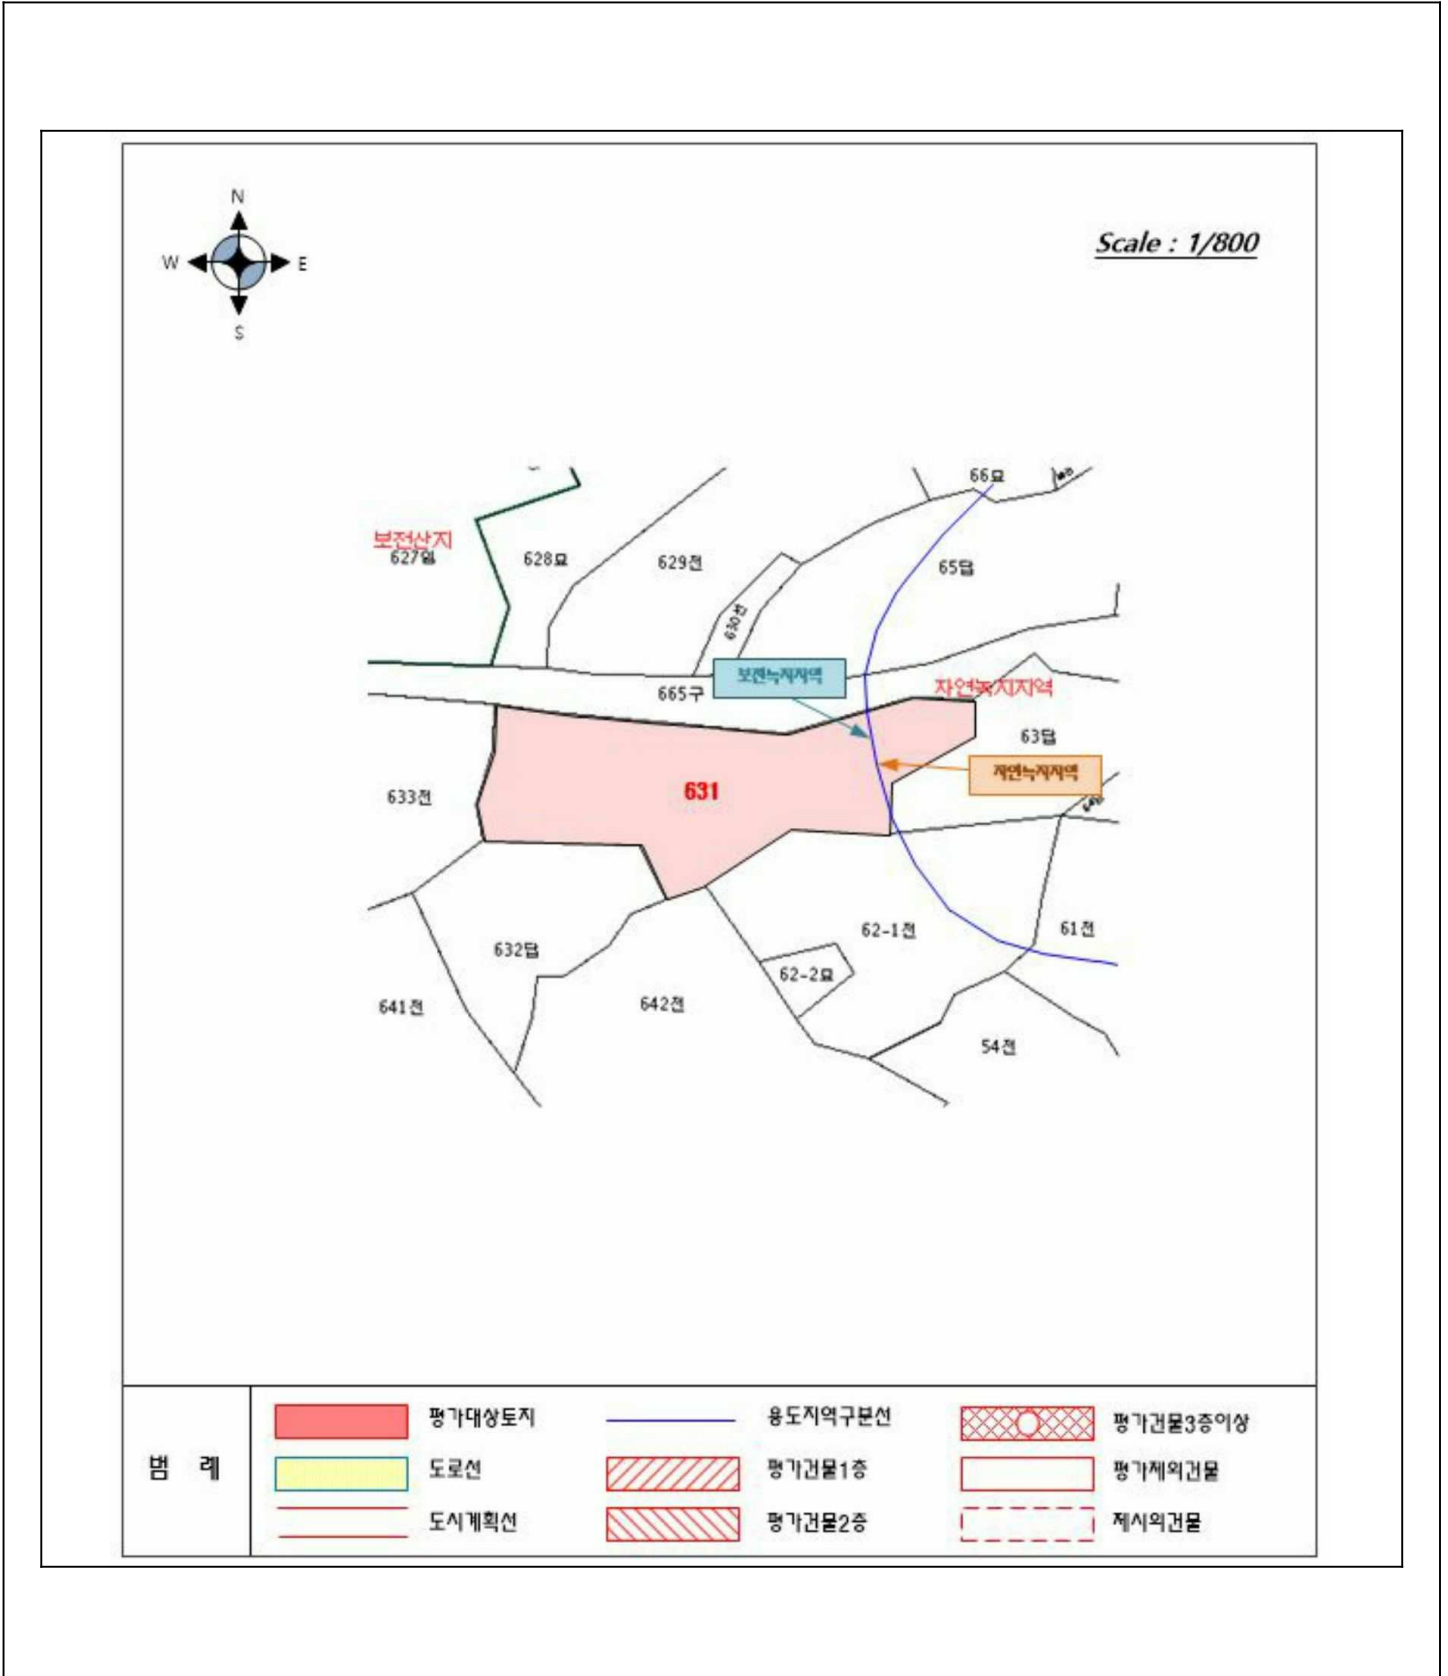 N
W E
S
Scale : 1/800
66묘
보전산지
627임
628묘
629전
65답
630전
보전녹지지역
665구
자연녹지지역
63답
자연녹지지역
631
633전
62-1전
61전
632답
62-2묘
641전
642전
54전
범 례
평가대상토지
용도지역구분선
평가건물3층이상
도로선
평가건물1층
평가제외건물
도시계획선
평가건물2층
제시외건물